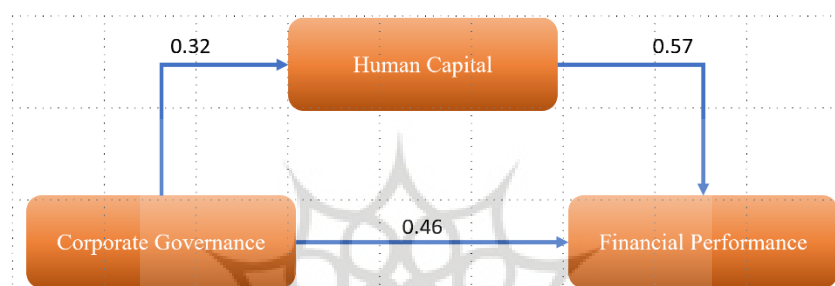 0.32
Human Capital
0.57
Corporate Governance
0.46
Financial Performance